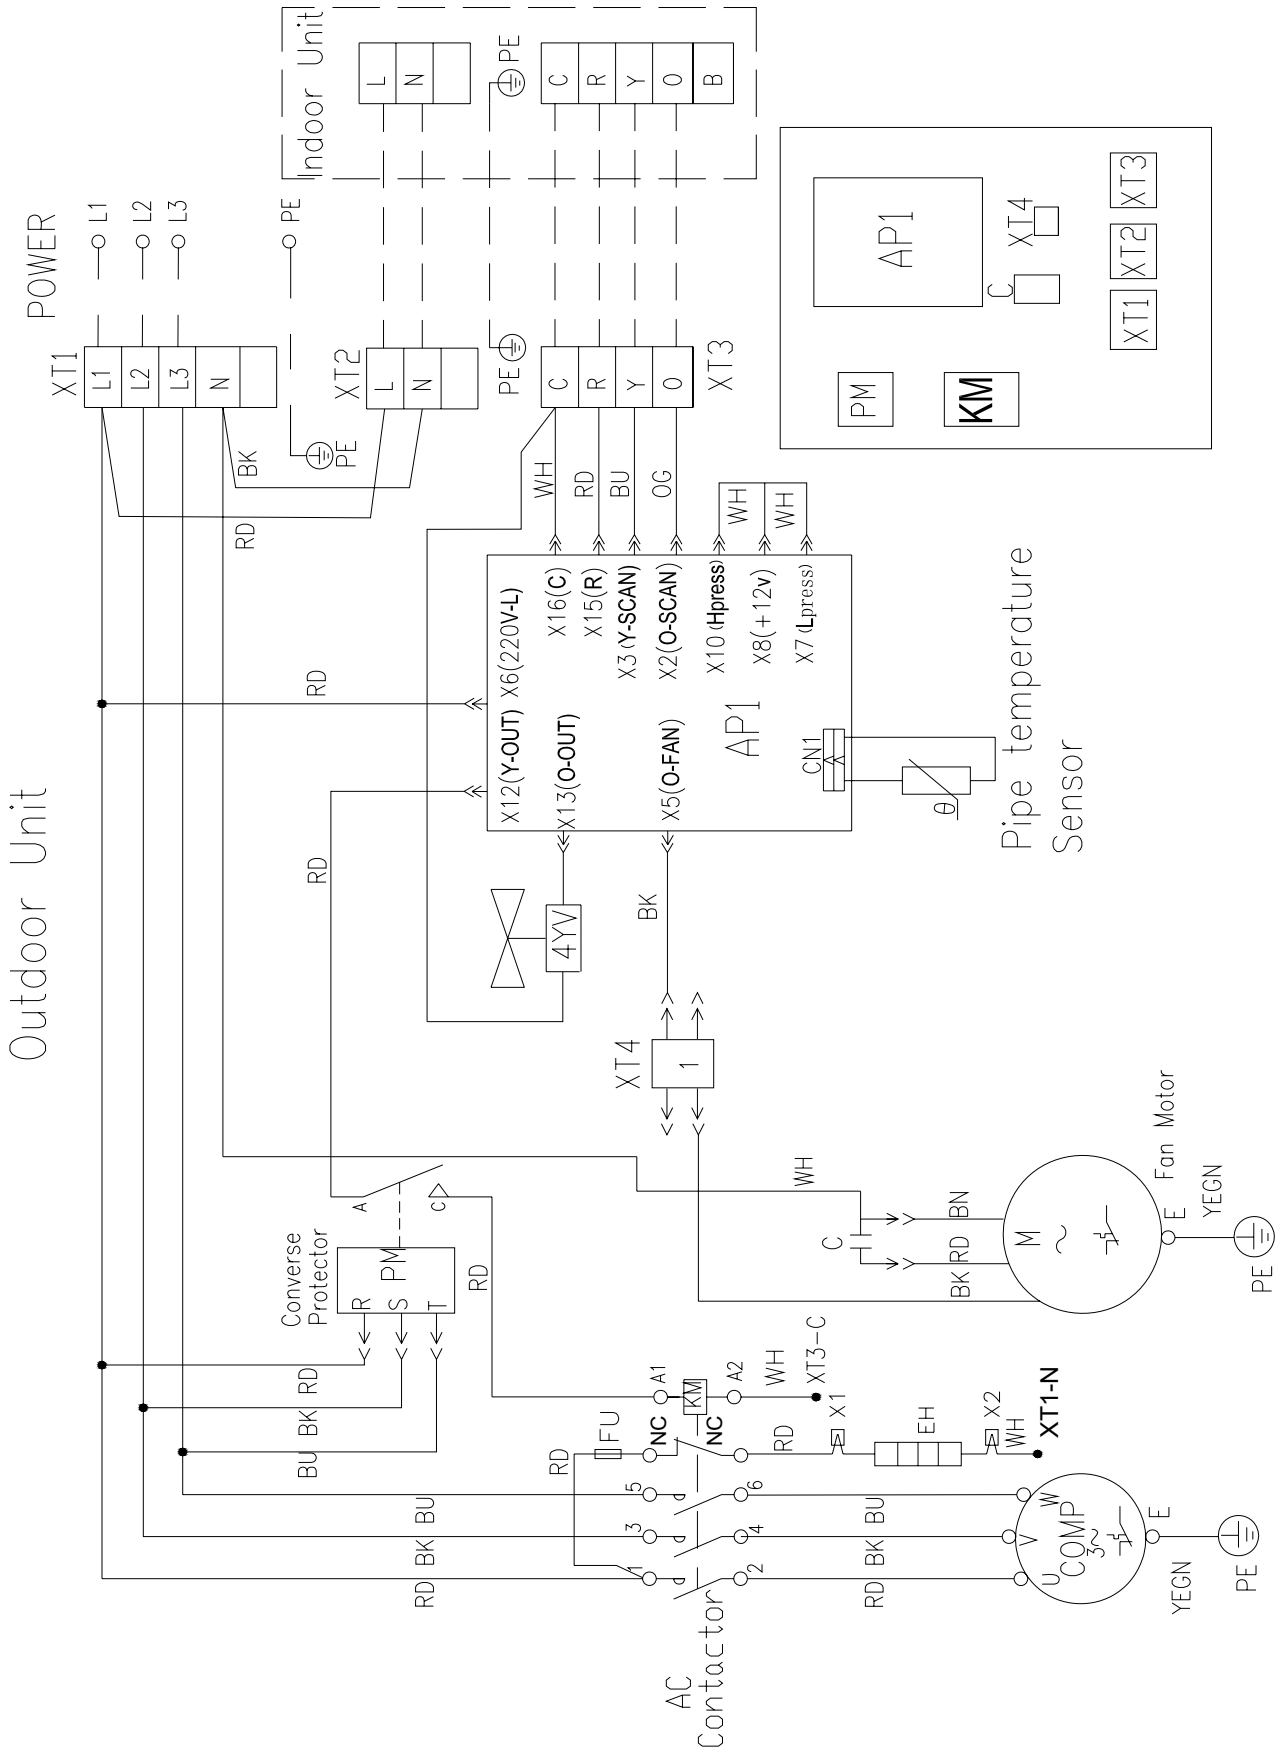 Outdoor Unit
POWER
L1
L2
L3
PE
XT1
L1
L2
L3
N
Indoor Unit
L
N
PE
C
R
Y
O
B
XT2
L
N
PE
C
R
Y
O
XT3
BK
PE
RD
WH
RD
BU
OG
WH
WH
RD
X6(220V-L)
X12(Y-OUT)
X13(O-OUT)
X5(O-FAN)
X16(C)
X15(R)
X3(Y-SCAN)
X2(O-SCAN)
X10(Hpress)
X8(+12v)
X7(Lpress)
AP1
CN1
θ
Pipe temperature
Sensor
RD
4YV
BK
XT4
1
A
C
Converse
Protector
PM
R
S
T
RD
BK
BU
RD
WH
C
BN
RD
BK
M
~
Fan Motor
E
YEGN
PE
A1
KM
A2
WH
XT3-C
FU
RD
NC
NC
RD
X1
EH
X2
WH
XT1-N
BU
BK
RD
5
3
1
6
4
2
AC
Contactor
BU
BK
RD
W
V
U
COMP
3~
E
YEGN
PE
AP1
XT4
C
XT3
XT2
XT1
PM
KM